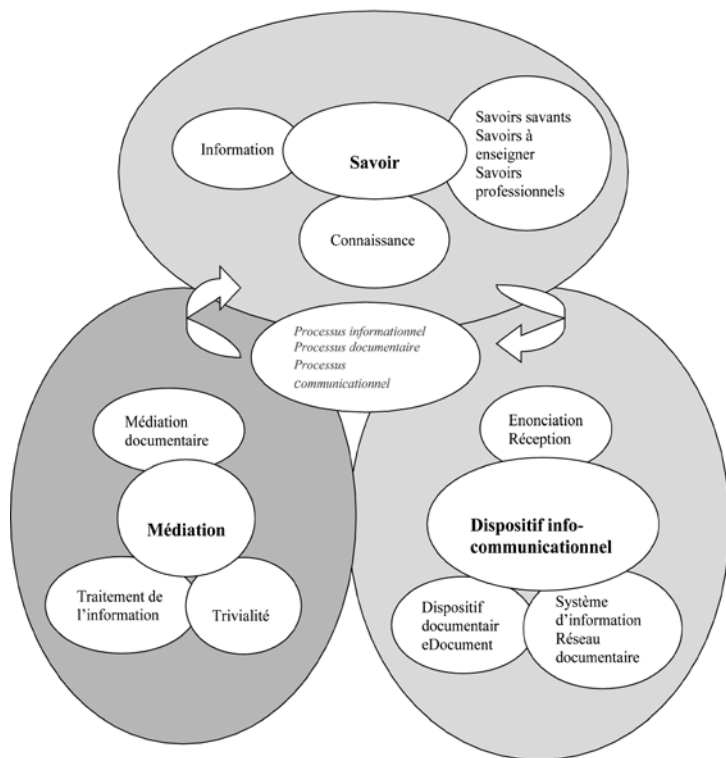 Information
Savoir
Savoirs savants
Savoirs à
enseigner
Savoirs
professionnels
Connaissance
Processus informationnel
Processus documentaire
Processus
communicationnel
Médiation
documentaire
Médiation
Traitement de
l'information
Trivialité
Enonciation
Réception
Dispositif info-
communicationnel
Dispositif
documentair
eDocument
Système
d'information
Réseau
documentaire